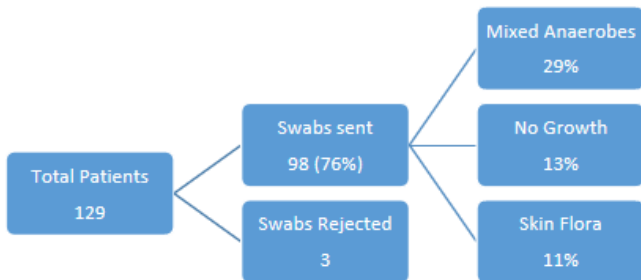 Total Patients
129
Swabs sent
98 (76%)
Swabs Rejected
3
Mixed Anaerobes
29%
No Growth
13%
Skin Flora
11%